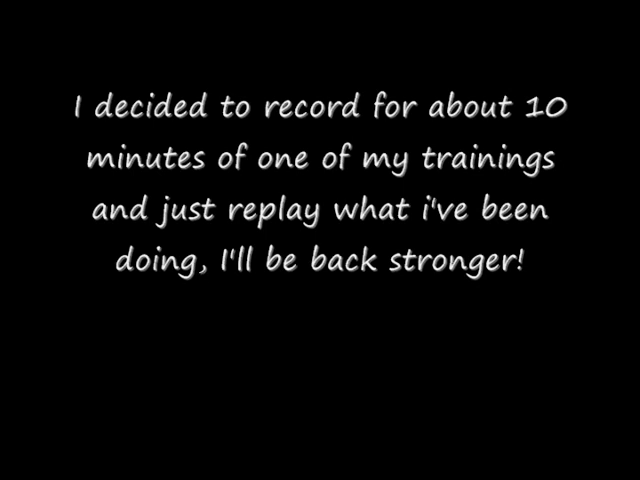 I decided to record for about 10
minutes of one of my trainings
and just replay what i've been
doing, I'll be back stronger!